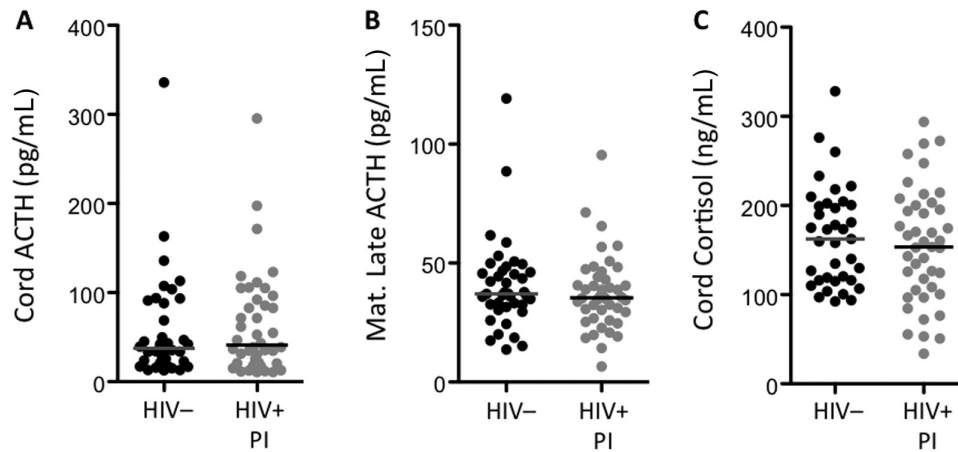 A
Cord ACTH (pg/mL)
400
300
200
100
0
HIV–
HIV+
PI
B
Mat. Late ACTH (pg/mL)
150
100
50
0
HIV–
HIV+
PI
C
Cord Cortisol (ng/mL)
400
300
200
100
0
HIV–
HIV+
PI